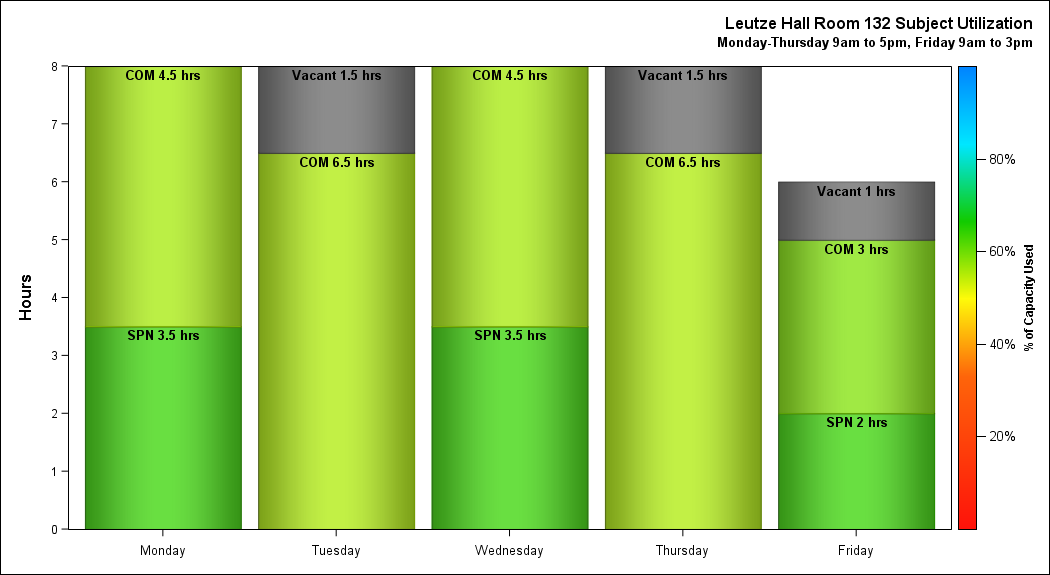 Leutze Hall Room 132 Subject Utilization
Monday-Thursday 9am to 5pm, Friday 9am to 3pm
Hours
8
7
6
5
4
3
2
1
0
COM 4.5 hrs
SPN 3.5 hrs
Vacant 1.5 hrs
COM 6.5 hrs
COM 4.5 hrs
SPN 3.5 hrs
Vacant 1.5 hrs
COM 6.5 hrs
Vacant 1 hrs
COM 3 hrs
SPN 2 hrs
Monday
Tuesday
Wednesday
Thursday
Friday
80%
60%
40%
20%
% of Capacity Used